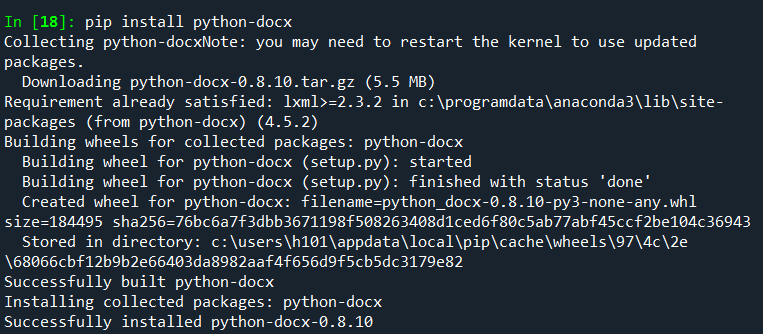 In [18]: pip install python-docx
Collecting python-docxNote: you may need to restart the kernel to use updated
packages.
  Downloading python-docx-0.8.10.tar.gz (5.5 MB)
Requirement already satisfied: lxml>=2.3.2 in c:\programdata\anaconda3\lib\site-
packages (from python-docx) (4.5.2)
Building wheels for collected packages: python-docx
  Building wheel for python-docx (setup.py): started
  Building wheel for python-docx (setup.py): finished with status 'done'
  Created wheel for python-docx: filename=python_docx-0.8.10-py3-none-any.whl
size=184495 sha256=76bc6a7f3dbb3671198f508263408d1ced6f80c5ab77abf45ccf2be104c36943
  Stored in directory: c:\users\h101\appdata\local\pip\cache\wheels\97\4c\2e
\68066cbf12b9b2e66403da8982aaf4f656d9f5cb5dc3179e82
Successfully built python-docx
Installing collected packages: python-docx
Successfully installed python-docx-0.8.10